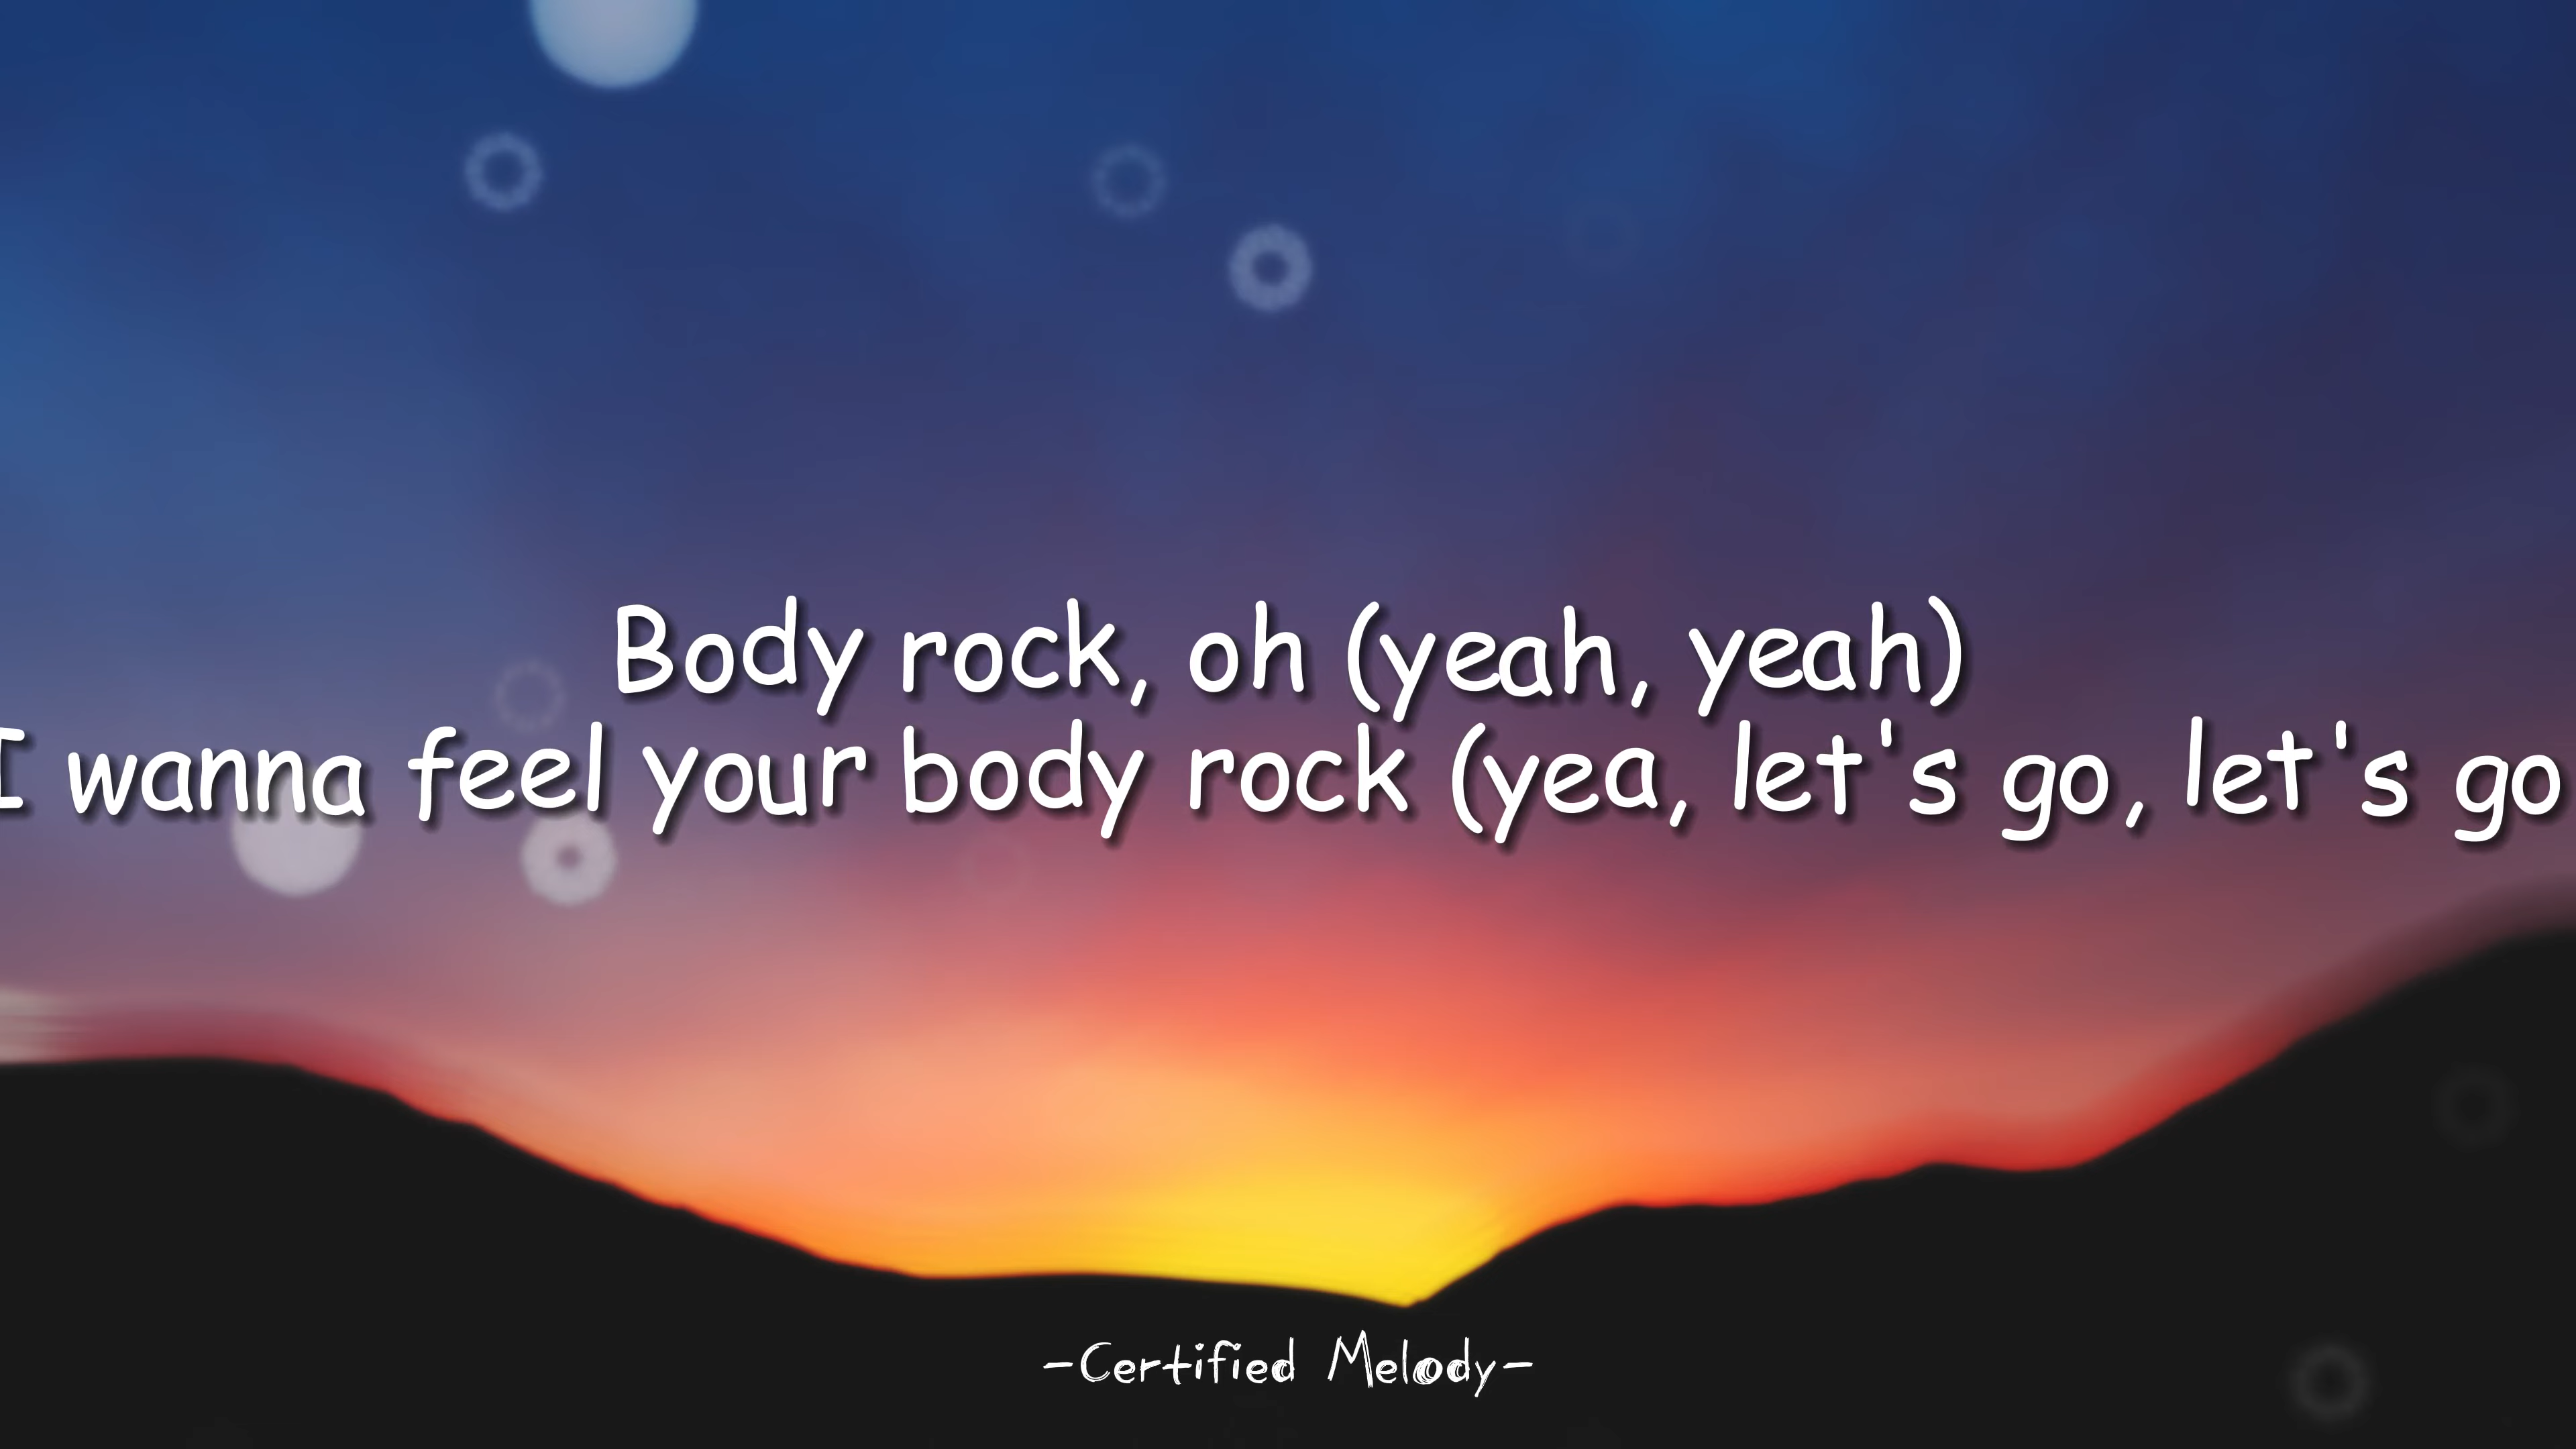 Body rock, oh (yeah, yeah)
I wanna feel your body rock (yea, let's go, let's go
-Certified Melody-